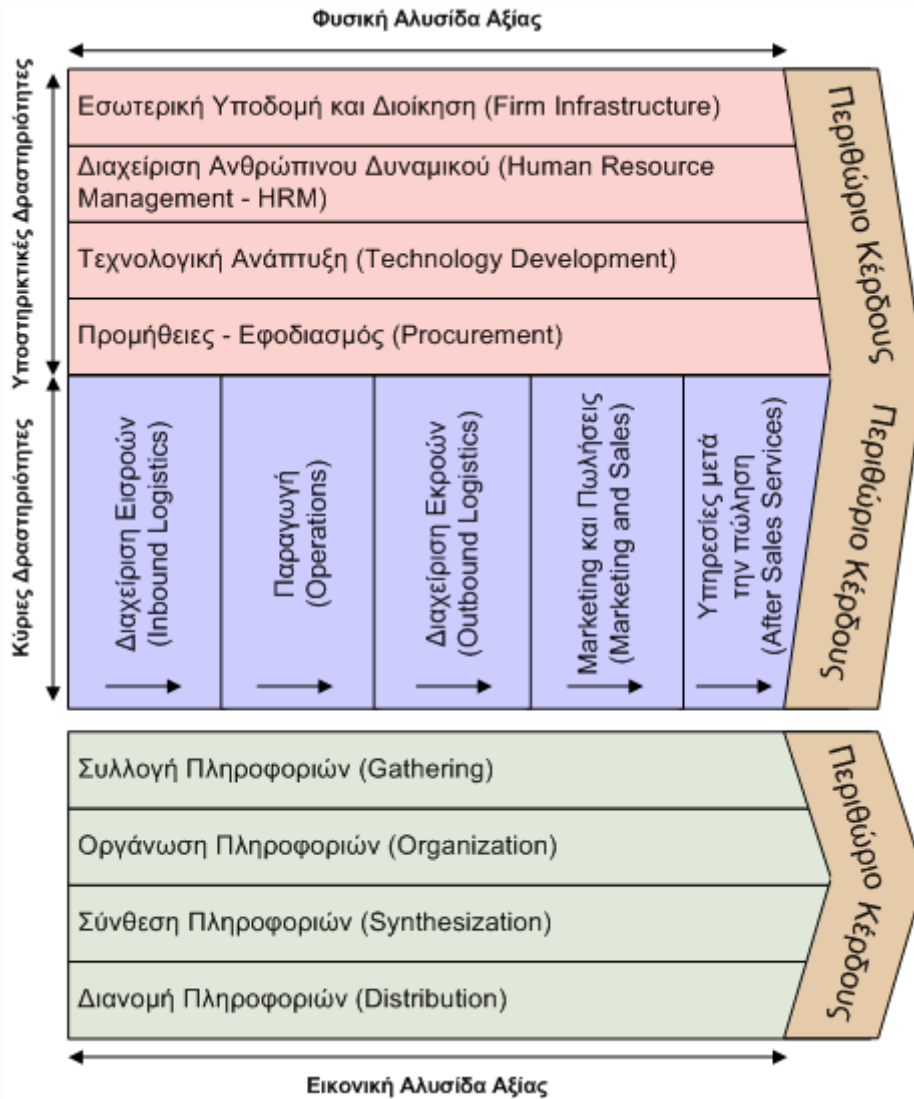 Φυσική Αλυσίδα Αξίας
Υποστηρικτικές Δραστηριότητες
Εσωτερική Υποδομή και Διοίκηση (Firm Infrastructure)
Διαχείριση Ανθρώπινου Δυναμικού (Human Resource
Management - HRM)
Τεχνολογική Ανάπτυξη (Technology Development)
Προμήθειες - Εφοδιασμός (Procurement)
Περιθώριο Κέρδους
Κύριες Δραστηριότητες
Διαχείριση Εισροών
(Inbound Logistics)
Παραγωγή
(Operations)
Διαχείριση Εκροών
(Outbound Logistics)
Marketing και Πωλήσεις
(Marketing and Sales)
Υπηρεσίες μετά
την πώληση
(After Sales Services)
Περιθώριο Κέρδους
Συλλογή Πληροφοριών (Gathering)
Οργάνωση Πληροφοριών (Organization)
Σύνθεση Πληροφοριών (Synthesization)
Διανομή Πληροφοριών (Distribution)
Περιθώριο Κέρδους
Εικονική Αλυσίδα Αξίας